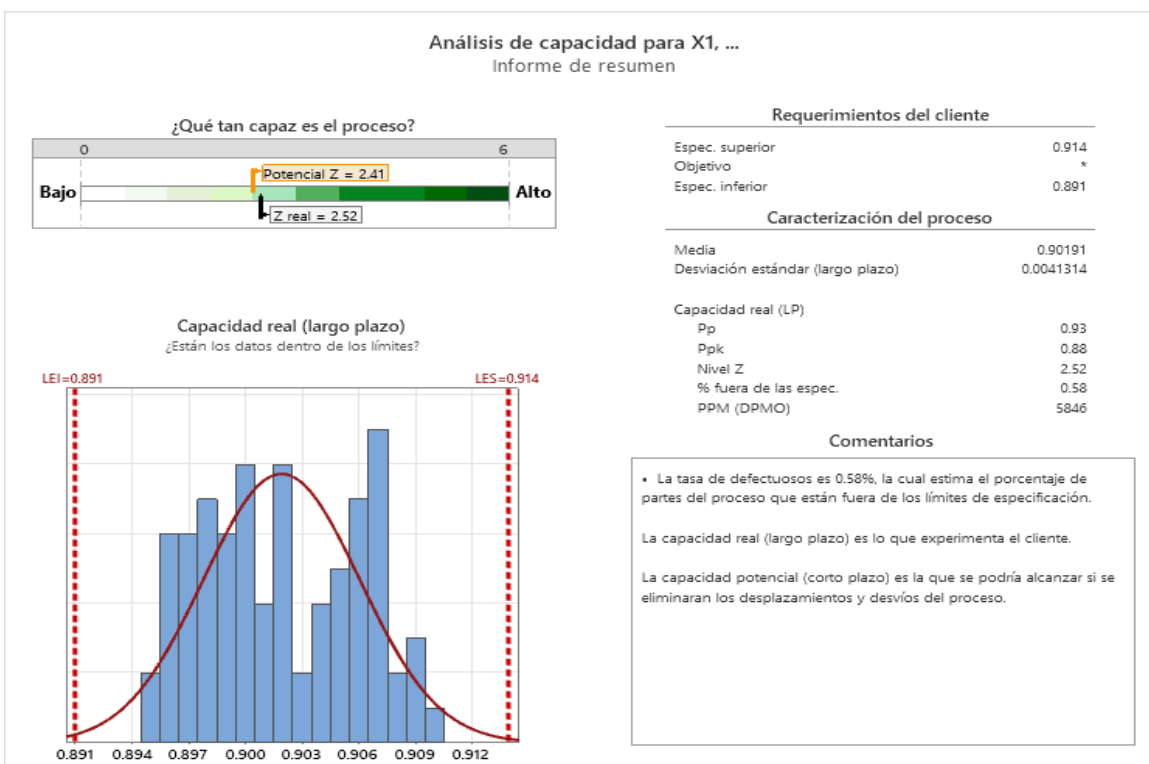 Análisis de capacidad para X1, ...
Informe de resumen
¿Qué tan capaz es el proceso?
0 6
Potencial Z = 2.41
Bajo Alto
Z real = 2.52
Requerimientos del cliente
Espec. superior 0.914
Objetivo *
Espec. inferior 0.891
Caracterización del proceso
Media 0.90191
Desviación estándar (largo plazo) 0.0041314
Capacidad real (LP)
Pp 0.93
Ppk 0.88
Nivel Z 2.52
% fuera de las espec. 0.58
PPM (DPMO) 5846
Capacidad real (largo plazo)
¿Están los datos dentro de los límites?
LEI=0.891 LES=0.914
0.891 0.894 0.897 0.900 0.903 0.906 0.909 0.912
Comentarios
• La tasa de defectuosos es 0.58%, la cual estima el porcentaje de
partes del proceso que están fuera de los límites de especificación.
La capacidad real (largo plazo) es lo que experimenta el cliente.
La capacidad potencial (corto plazo) es la que se podría alcanzar si se
eliminaran los desplazamientos y desvíos del proceso.